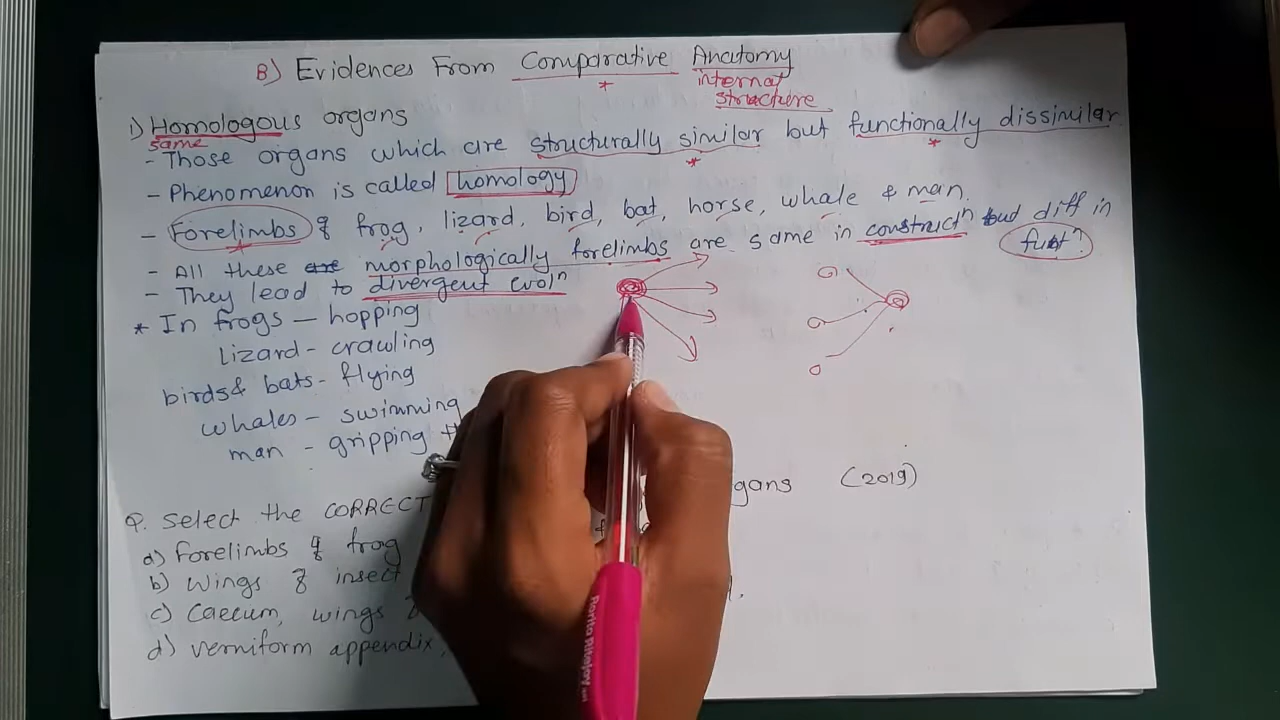 B) Evidences From Comparative Anatomy
* internal
structure
1) Homologous organs
same
- Those organs which are structurally similar but functionally dissimilar
* *
- Phenomenon is called homology
- Forelimbs of frog, lizard, bird, bat, horse, whale & man.
- All these are morphologically forelimbs are same in constructn but diff in functn
- They lead to divergent evoln
* In frogs - hopping
Lizard - crawling
birds & bats - flying
whales - swimming
man - gripping
Q. Select the CORRECT organs (2019)
a) Forelimbs of frog
b) Wings of insect
c) Caecum, wings
d) vermiform appendix,